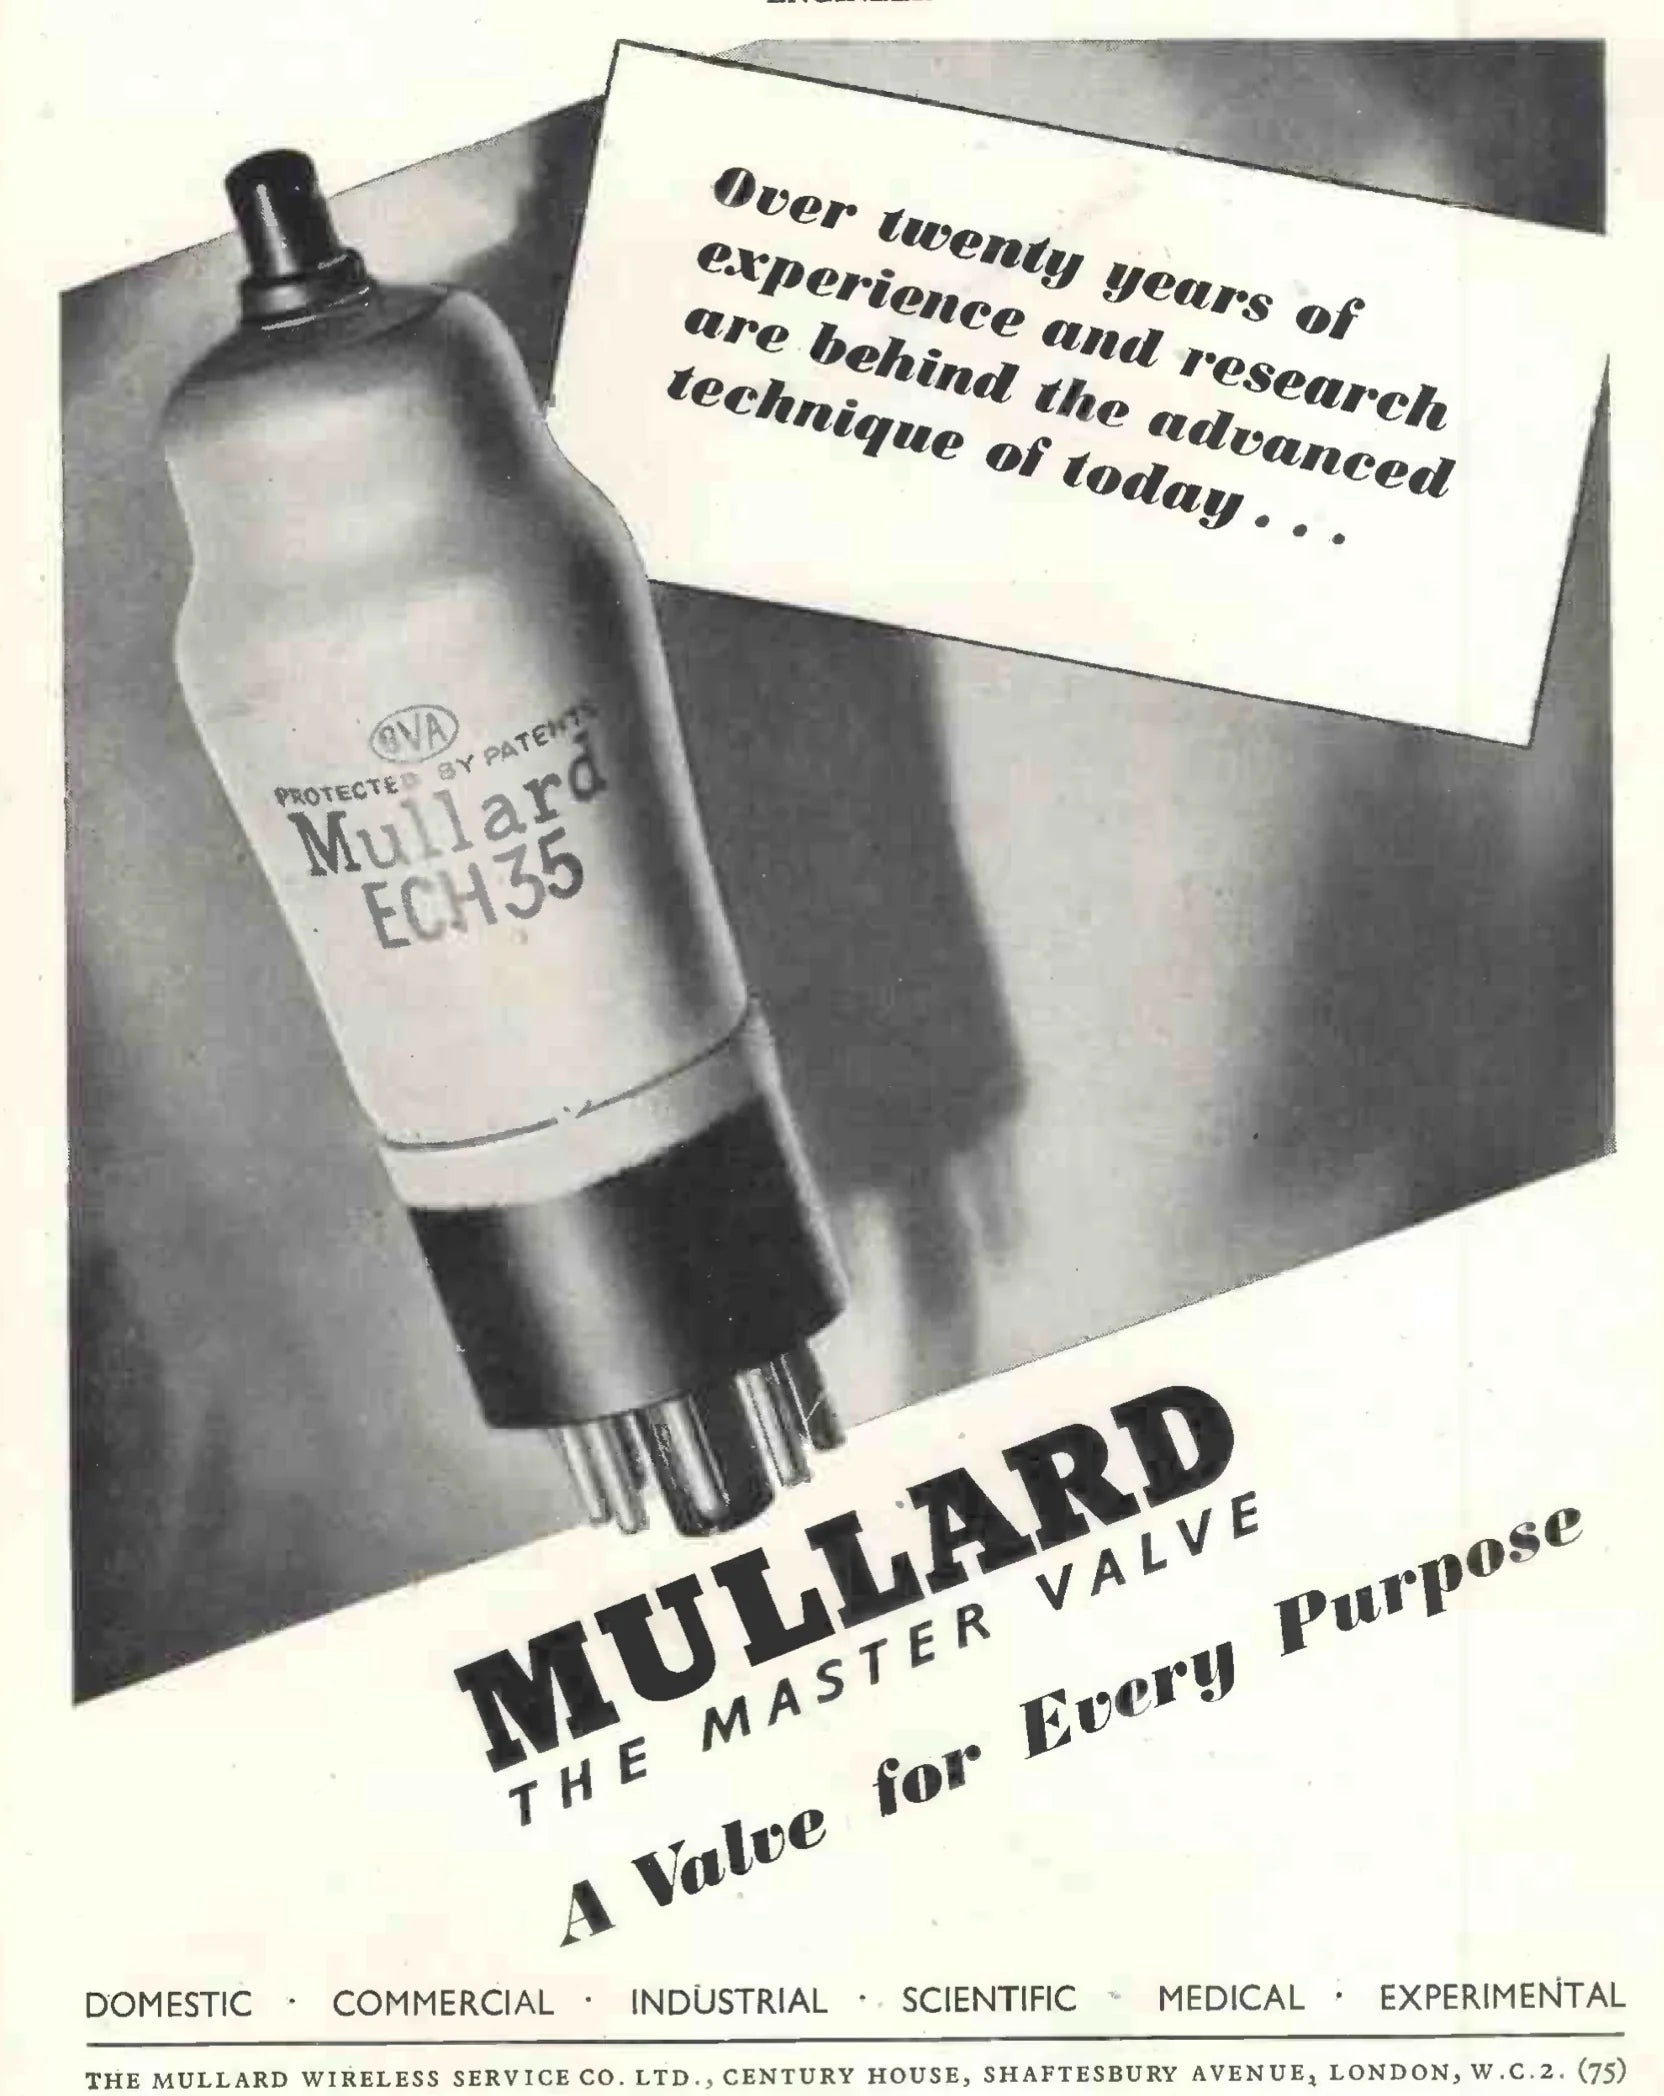 Over twenty years of
experience and research
are behind the advanced
technique of today...
BVA
PROTECTED BY PATENTS
Mullard
ECH35
MULLARD
THE MASTER VALVE
A Valve for Every Purpose
DOMESTIC · COMMERCIAL · INDUSTRIAL · SCIENTIFIC · MEDICAL · EXPERIMENTAL
THE MULLARD WIRELESS SERVICE CO. LTD., CENTURY HOUSE, SHAFTESBURY AVENUE, LONDON, W.C.2. (75)